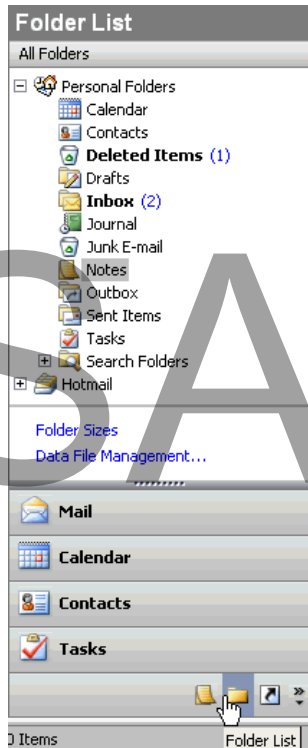 Folder List
All Folders
Personal Folders
Calendar
Contacts
Deleted Items (1)
Drafts
Inbox (2)
Journal
Junk E-mail
Notes
Outbox
Sent Items
Tasks
Search Folders
Hotmail
Folder Sizes
Data File Management...
Mail
Calendar
Contacts
Tasks
0 Items
Folder List
SA